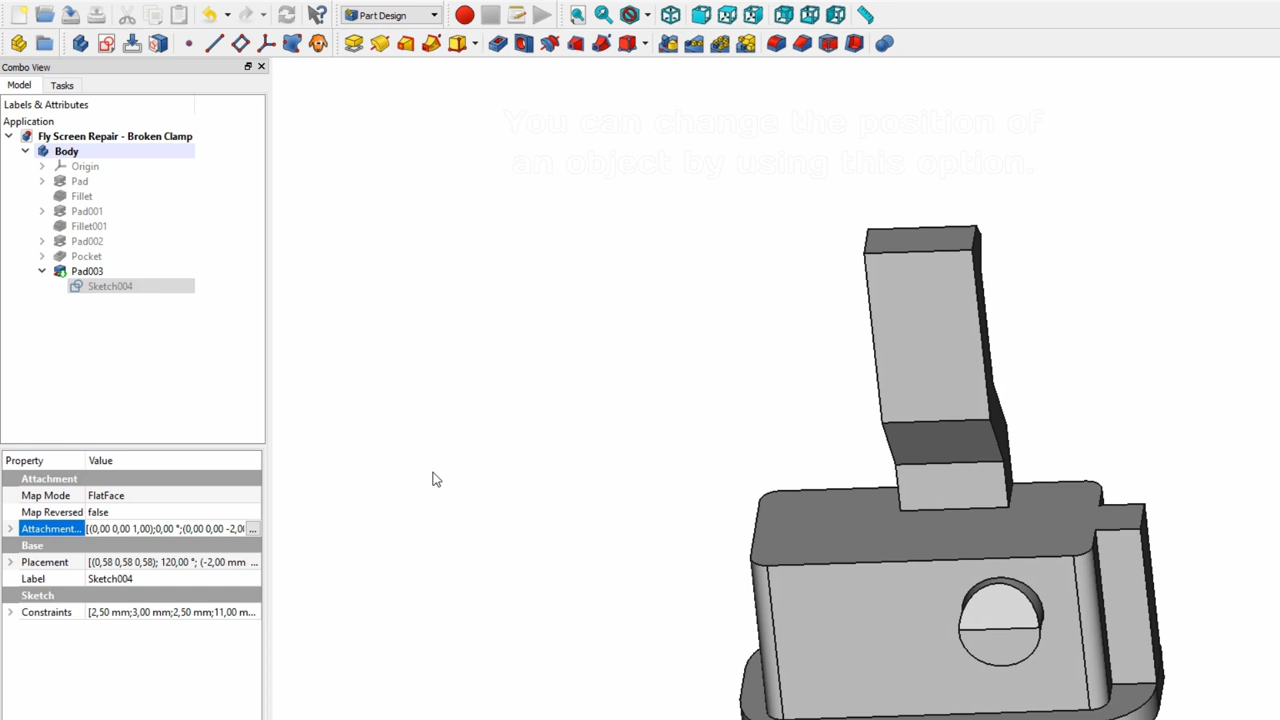 Part Design
Combo View
Model Tasks
Labels & Attributes
Application
Fly Screen Repair - Broken Clamp
Body
Origin
Pad
Fillet
Pad001
Fillet001
Pad002
Pocket
Pad003
Sketch004
You can change the position of
an object by using this option.
Property Value
Attachment
Map Mode FlatFace
Map Reversed false
Attachment... [(0,00 0,00 1,00);0,00 °;(0,00 0,00 -2,00 ...
Base
Placement [(0,58 0,58 0,58); 120,00 °; (-2,00 mm ...
Label Sketch004
Sketch
Constraints [2,50 mm;3,00 mm;2,50 mm;11,00 m...